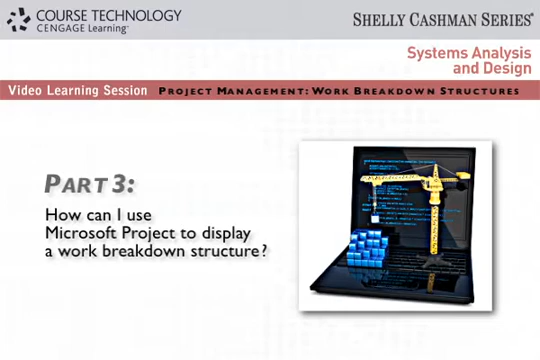 COURSE TECHNOLOGY
CENGAGE Learning®
SHELLY CASHMAN SERIES®
Systems Analysis
and Design
Video Learning Session PROJECT MANAGEMENT: WORK BREAKDOWN STRUCTURES
PART 3:
How can I use
Microsoft Project to display
a work breakdown structure?